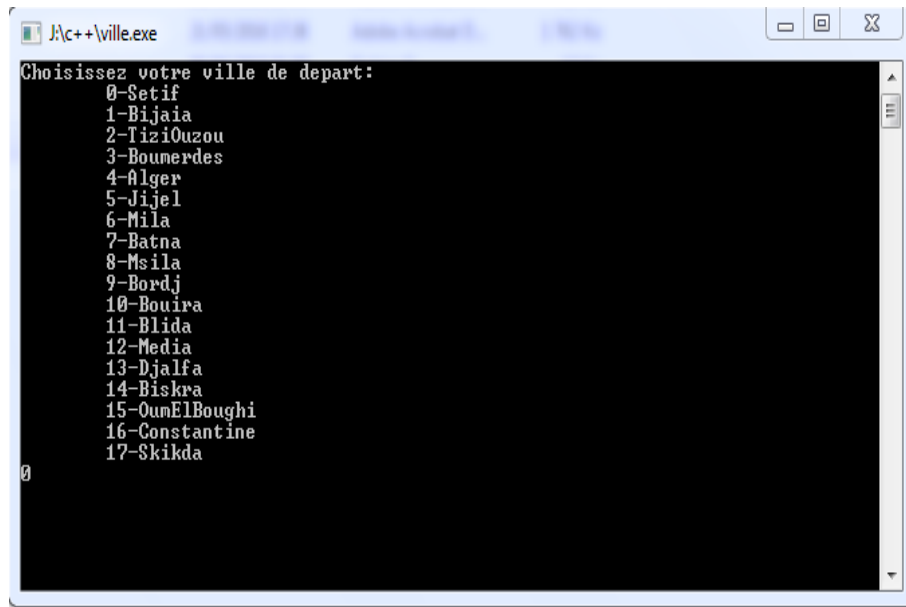 J:\c++\ville.exe
Choisissez votre ville de depart:
0-Setif
1-Bijaia
2-TiziOuzou
3-Boumerdes
4-Alger
5-Jijel
6-Mila
7-Batna
8-Msila
9-Bordj
10-Bouira
11-Blida
12-Media
13-Djalfa
14-Biskra
15-OumElBoughi
16-Constantine
17-Skikda
0